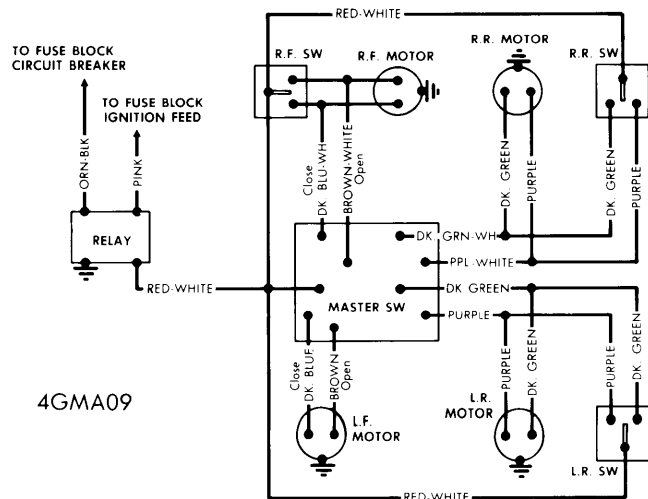 RED-WHITE
TO FUSE BLOCK
CIRCUIT BREAKER
R.F. SW
R.F. MOTOR
R.R. MOTOR
R.R. SW
TO FUSE BLOCK
IGNITION FEED
ORN-BLK
PINK
Close
DK. BLU-WH
BROWN-WHITE
Open
DK. GREEN
PURPLE
DK. GREEN
PURPLE
RELAY
DK. GRN-WH
PPL-WHITE
RED-WHITE
MASTER SW
DK GREEN
PURPLE
Close
DK. BLUE
BROWN
Open
PURPLE
DK. GREEN
PURPLE
DK. GREEN
4GMA09
L.F.
MOTOR
L.R.
MOTOR
L.R. SW
RED-WHITE